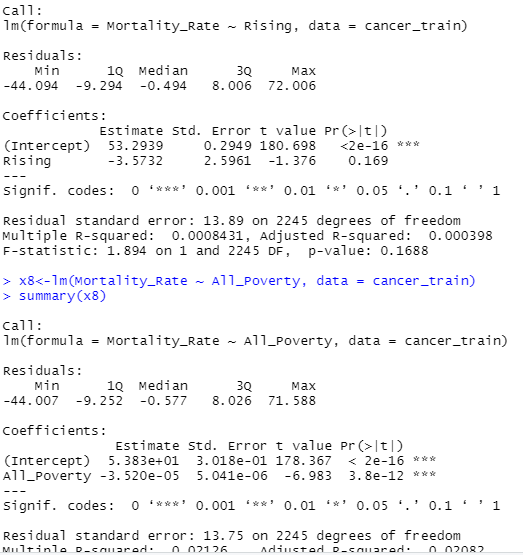 Call:
lm(formula = Mortality_Rate ~ Rising, data = cancer_train)
Residuals:
Min 1Q Median 3Q Max
-44.094 -9.294 -0.494 8.006 72.006
Coefficients:
Estimate Std. Error t value Pr(>|t|)
(Intercept) 53.2939 0.2949 180.698 <2e-16 ***
Rising -3.5732 2.5961 -1.376 0.169
---
Signif. codes: 0 ‘***’ 0.001 ‘**’ 0.01 ‘*’ 0.05 ‘.’ 0.1 ‘ ’ 1
Residual standard error: 13.89 on 2245 degrees of freedom
Multiple R-squared: 0.0008431, Adjusted R-squared: 0.000398
F-statistic: 1.894 on 1 and 2245 DF, p-value: 0.1688
> x8<-lm(Mortality_Rate ~ All_Poverty, data = cancer_train)
> summary(x8)
Call:
lm(formula = Mortality_Rate ~ All_Poverty, data = cancer_train)
Residuals:
Min 1Q Median 3Q Max
-44.007 -9.252 -0.577 8.026 71.588
Coefficients:
Estimate Std. Error t value Pr(>|t|)
(Intercept) 5.383e+01 3.018e-01 178.367 < 2e-16 ***
All_Poverty -3.520e-05 5.041e-06 -6.983 3.8e-12 ***
---
Signif. codes: 0 ‘***’ 0.001 ‘**’ 0.01 ‘*’ 0.05 ‘.’ 0.1 ‘ ’ 1
Residual standard error: 13.75 on 2245 degrees of freedom
Multiple R-squared: 0.02126, Adjusted R-squared: 0.02082